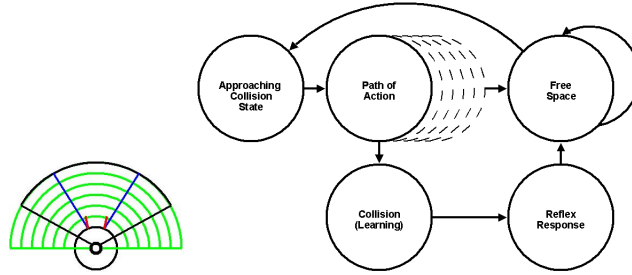 Approaching
Collision
State
Path of
Action
Free
Space
Collision
(Learning)
Reflex
Response